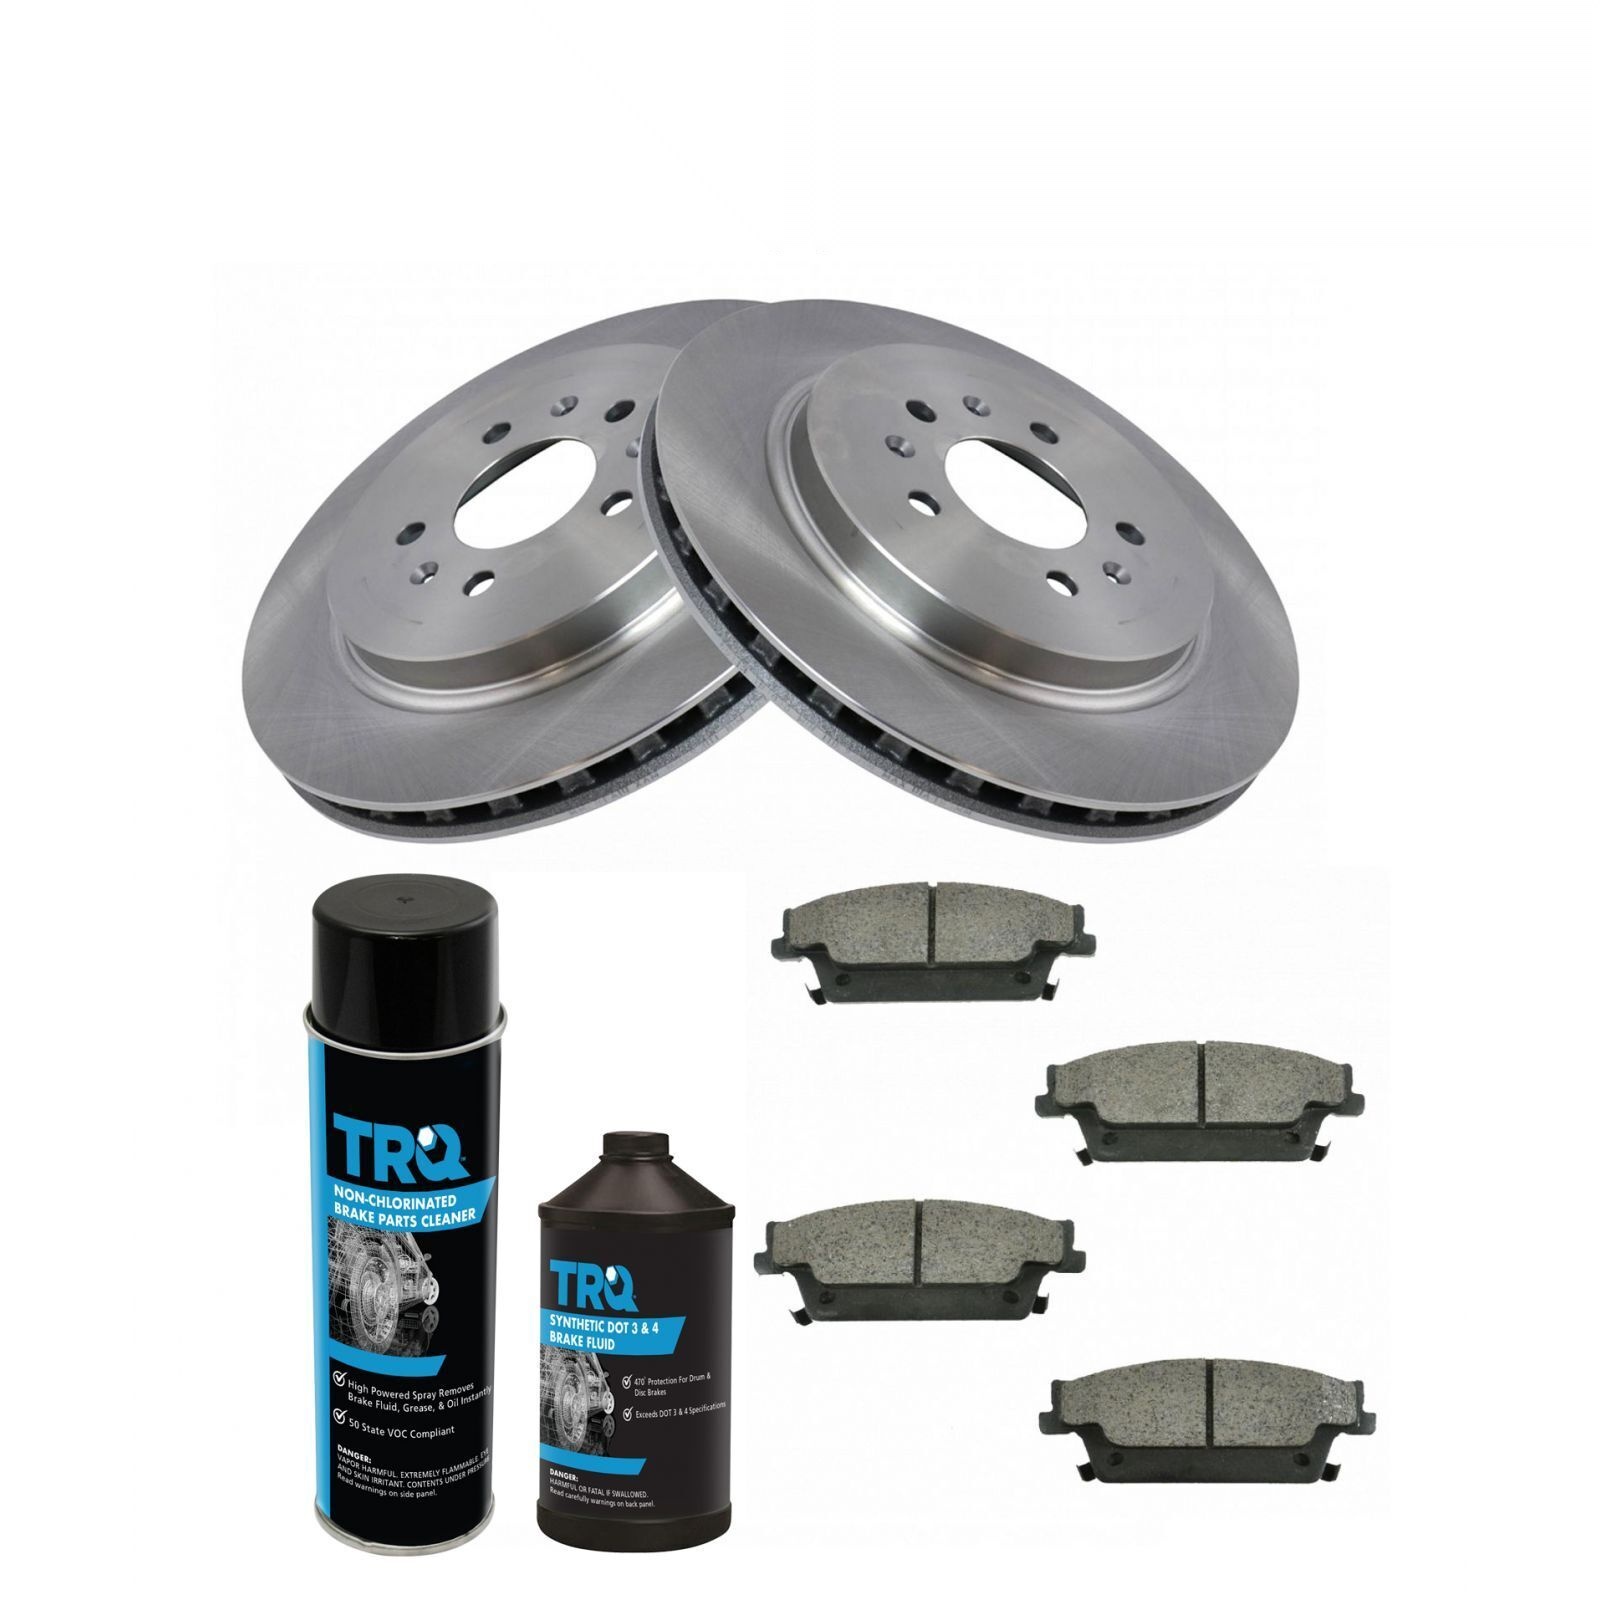 TRQ™
NON-CHLORINATED
BRAKE PARTS CLEANER
High Powered Spray Removes
Brake Fluid, Grease, & Oil Instantly
50 State VOC Compliant
DANGER:
VAPOR HARMFUL. EXTREMELY FLAMMABLE. EYE
AND SKIN IRRITANT. CONTENTS UNDER PRESSURE.
Read warnings on side panel.
TRQ
SYNTHETIC DOT 3 & 4
BRAKE FLUID
470° Protection For Drum &
Disc Brakes
Exceeds DOT 3 & 4 Specifications
DANGER:
HARMFUL OR FATAL IF SWALLOWED.
Read carefully warnings on back panel.